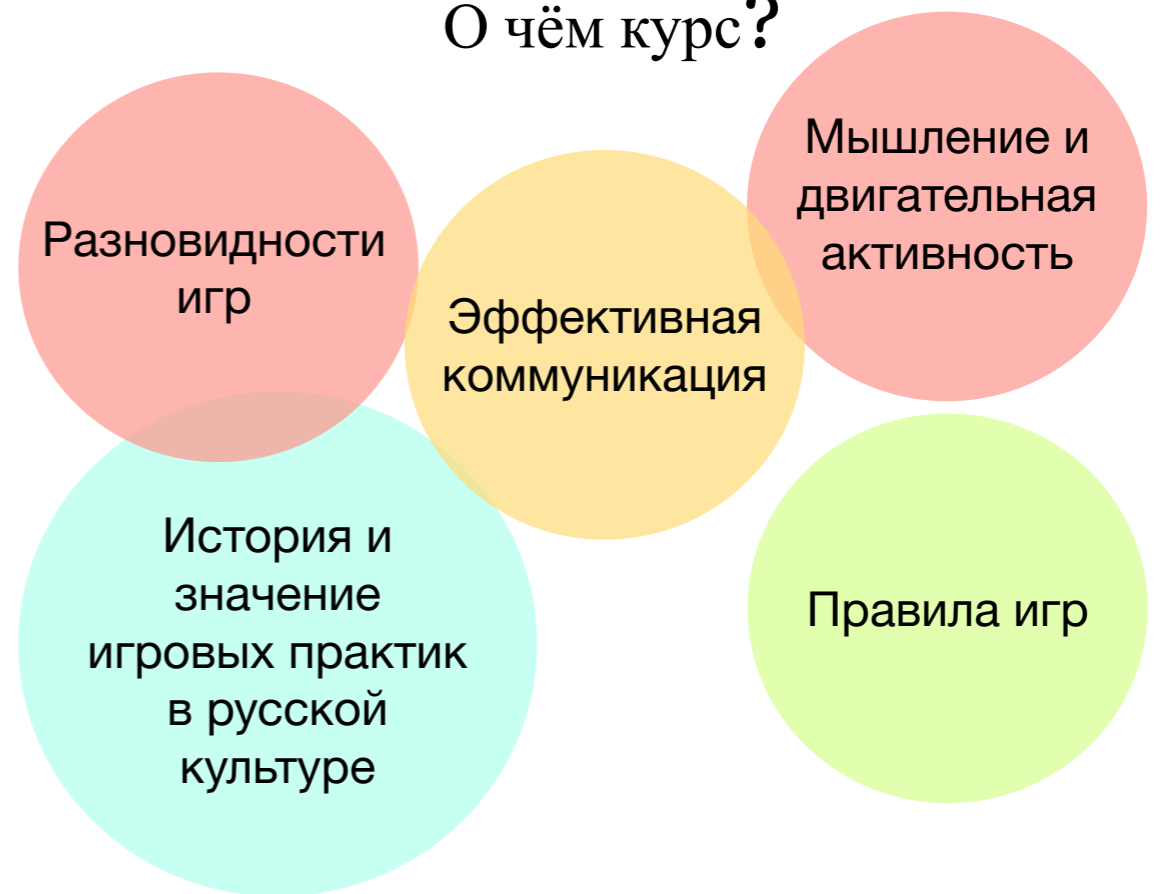 О чём курс?
Разновидности
игр
Мышление и
двигательная
активность
Эффективная
коммуникация
История и
значение
игровых практик
в русской
культуре
Правила игр